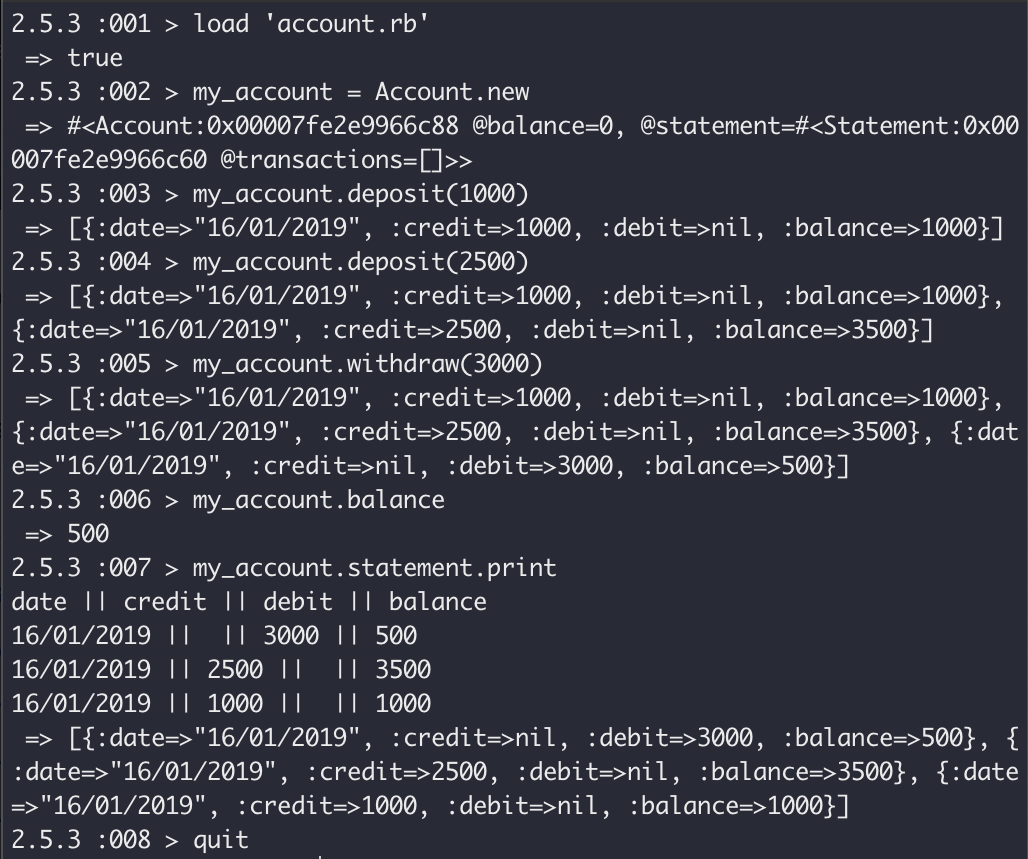 2.5.3 :001 > load 'account.rb'
 => true
2.5.3 :002 > my_account = Account.new
 => #<Account:0x00007fe2e9966c88 @balance=0, @statement=#<Statement:0x00
007fe2e9966c60 @transactions=[]>>
2.5.3 :003 > my_account.deposit(1000)
 => [{:date=>"16/01/2019", :credit=>1000, :debit=>nil, :balance=>1000}]
2.5.3 :004 > my_account.deposit(2500)
 => [{:date=>"16/01/2019", :credit=>1000, :debit=>nil, :balance=>1000},
{:date=>"16/01/2019", :credit=>2500, :debit=>nil, :balance=>3500}]
2.5.3 :005 > my_account.withdraw(3000)
 => [{:date=>"16/01/2019", :credit=>1000, :debit=>nil, :balance=>1000},
{:date=>"16/01/2019", :credit=>2500, :debit=>nil, :balance=>3500}, {:dat
e=>"16/01/2019", :credit=>nil, :debit=>3000, :balance=>500}]
2.5.3 :006 > my_account.balance
 => 500
2.5.3 :007 > my_account.statement.print
date || credit || debit || balance
16/01/2019 ||  || 3000 || 500
16/01/2019 || 2500 ||  || 3500
16/01/2019 || 1000 ||  || 1000
 => [{:date=>"16/01/2019", :credit=>nil, :debit=>3000, :balance=>500}, {
:date=>"16/01/2019", :credit=>2500, :debit=>nil, :balance=>3500}, {:date
=>"16/01/2019", :credit=>1000, :debit=>nil, :balance=>1000}]
2.5.3 :008 > quit